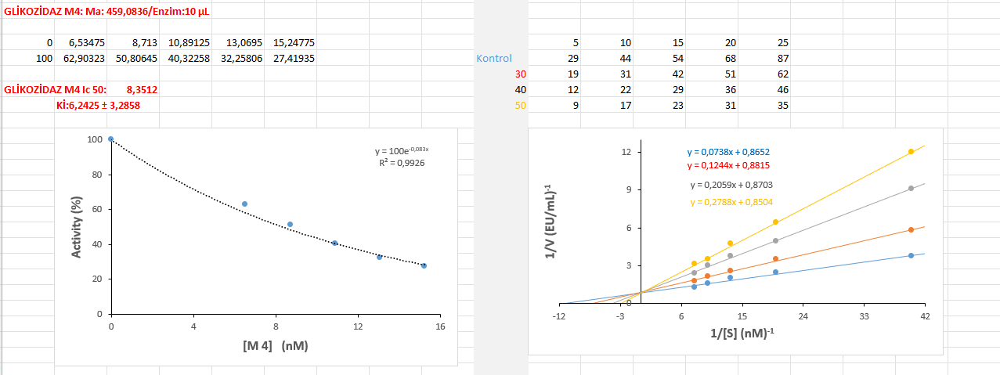 GLİKOZİDAZ M4: Ma: 459,0836/Enzim:10 µL
0 6,53475 8,713 10,89125 13,0695 15,24775
100 62,90323 50,80645 40,32258 32,25806 27,41935
GLİKOZİDAZ M4 Ic 50: 8,3512
Kİ:6,2425 ± 3,2858
5 10 15 20 25
Kontrol 29 44 54 68 87
30 19 31 42 51 62
40 12 22 29 36 46
50 9 17 23 31 35
y = 100e^-0,083x
R² = 0,9926
Activity (%)
100
80
60
40
20
0
0 4 8 12 16
[M 4] (nM)
y = 0,0738x + 0,8652
y = 0,1244x + 0,8815
y = 0,2059x + 0,8703
y = 0,2788x + 0,8504
1/V (EU/mL)⁻¹
12
9
6
3
0
-12 -3 6 15 24 33 42
1/[S] (nM)⁻¹